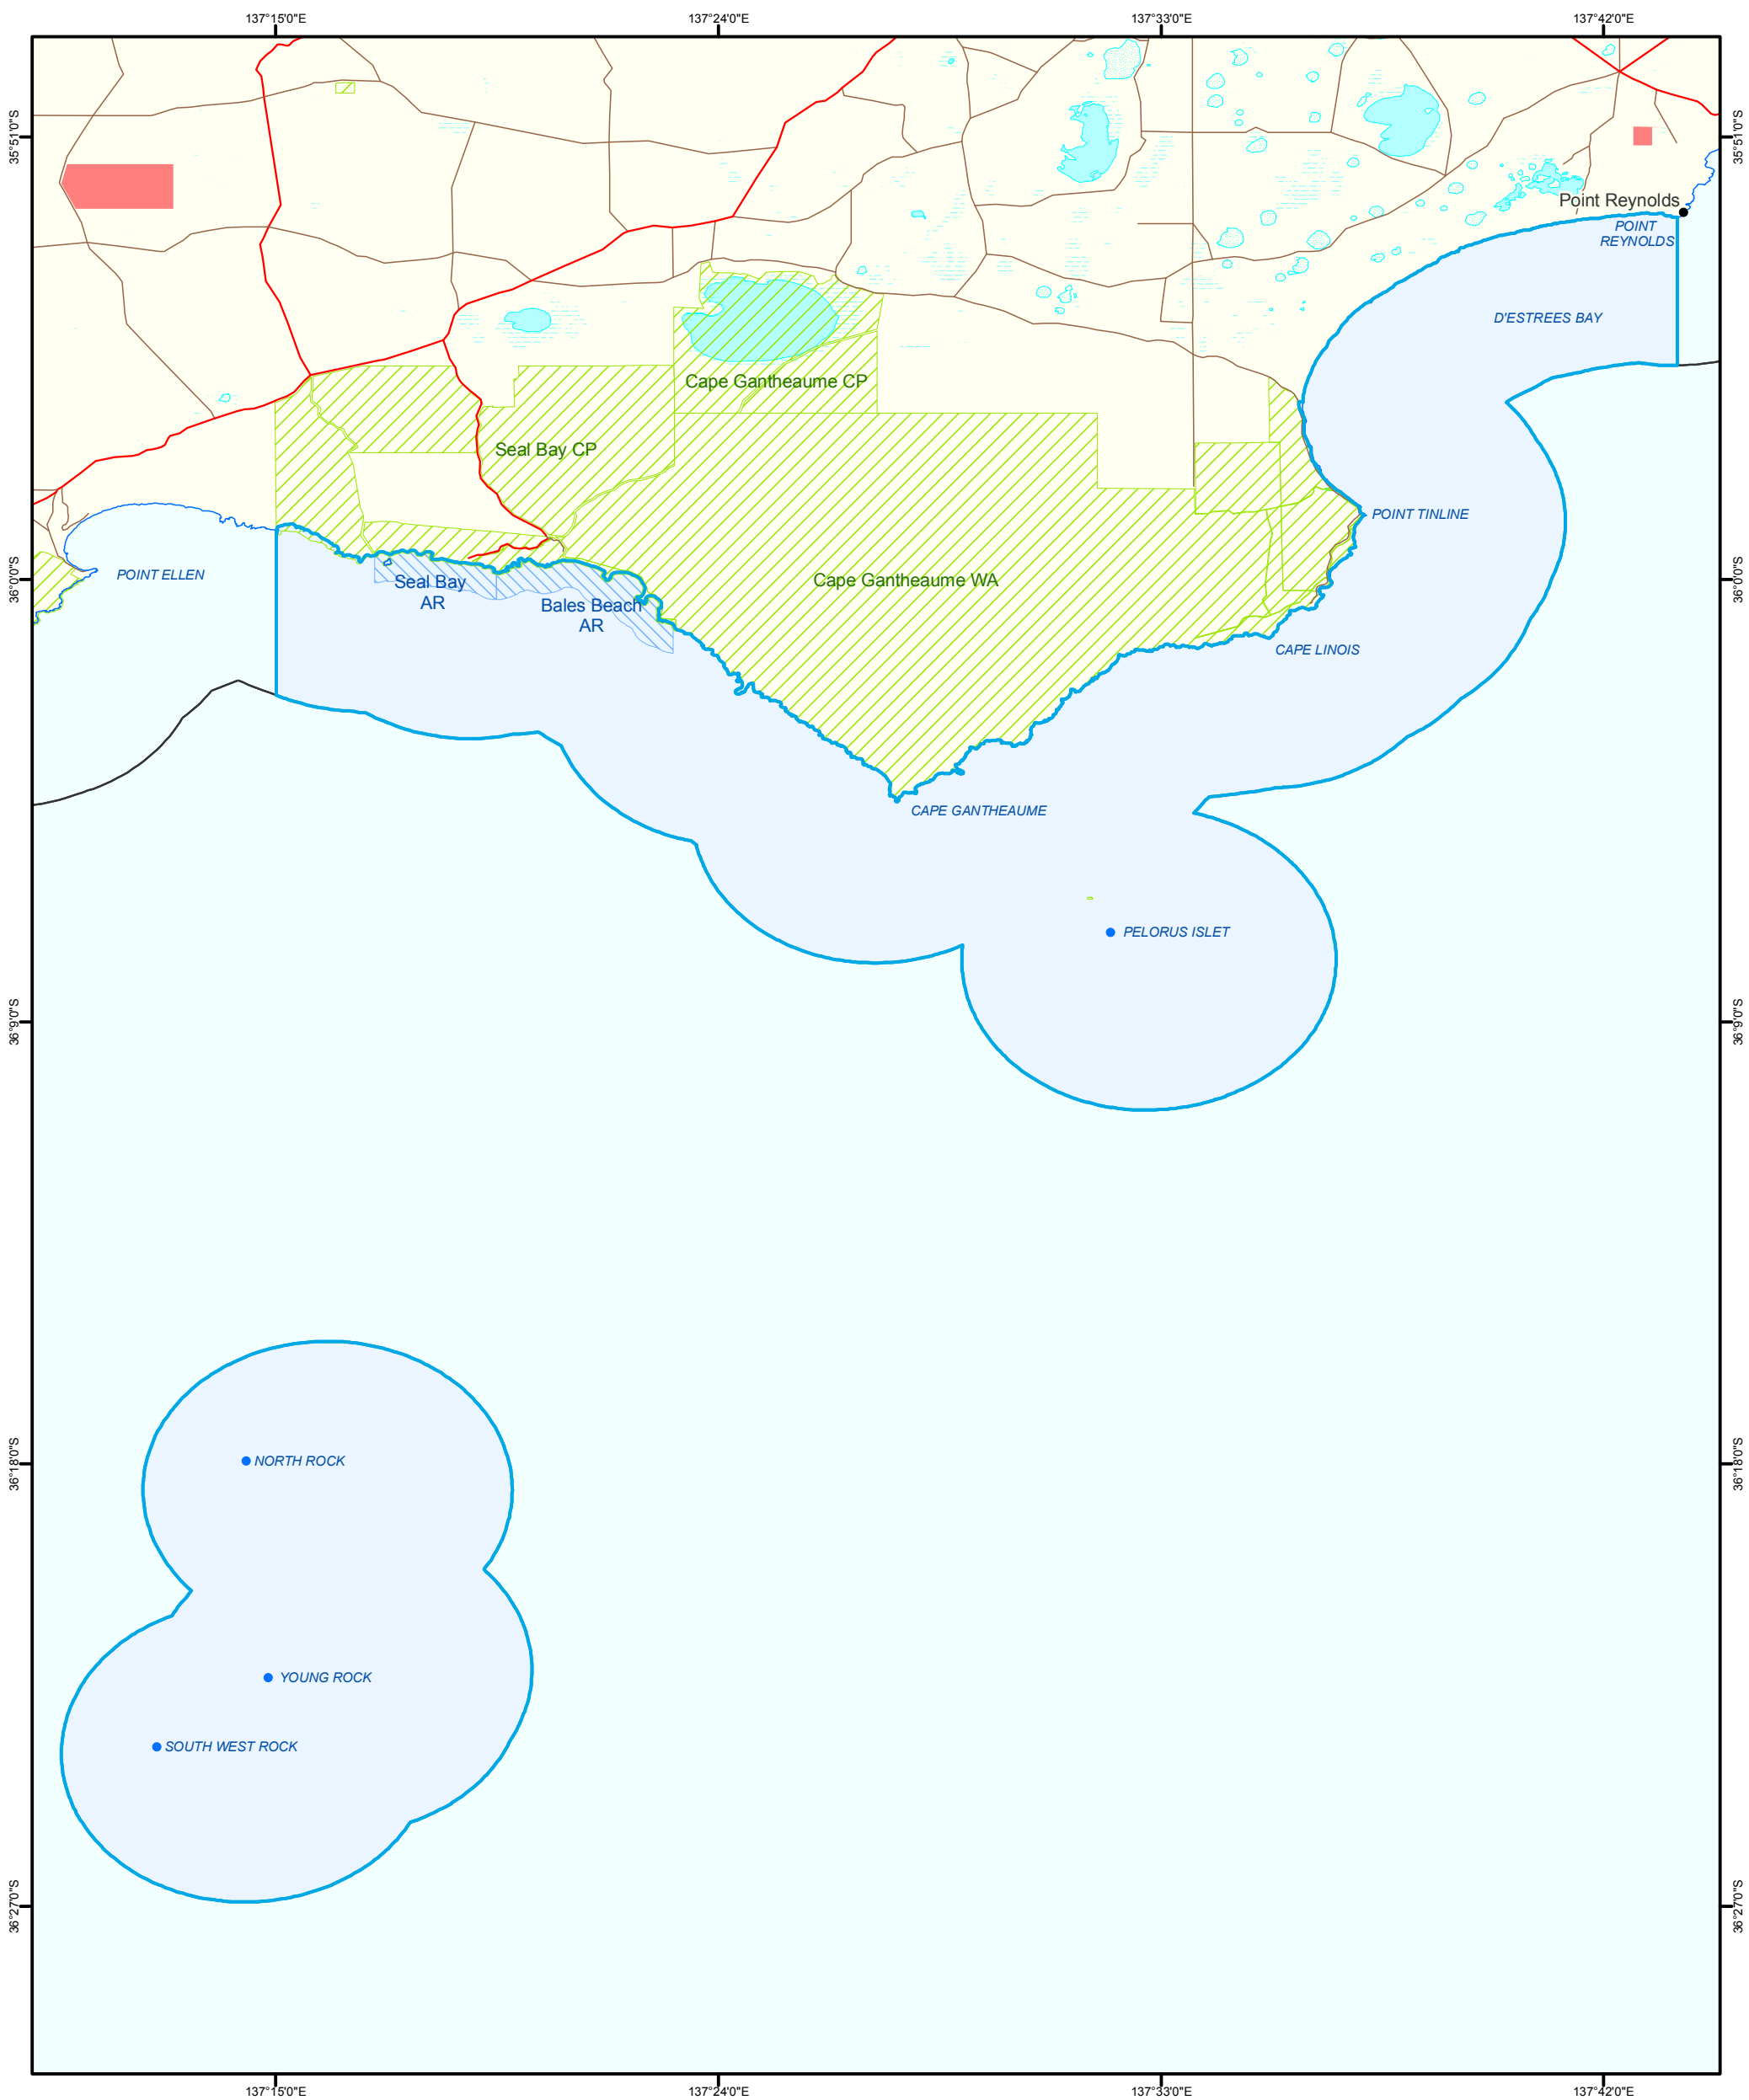 137°15'0"E
137°24'0"E
137°33'0"E
137°42'0"E
35°51'0"S
35°51'0"S
Point Reynolds
POINT
REYNOLDS
D'ESTREES BAY
Cape Gantheaume CP
Seal Bay CP
POINT TINLINE
POINT ELLEN
36°0'0"S
Seal Bay
AR
Cape Gantheaume WA
36°0'0"S
Bales Beach
AR
CAPE LINOIS
CAPE GANTHEAUME
PELORUS ISLET
36°9'0"S
36°9'0"S
NORTH ROCK
36°18'0"S
36°18'0"S
YOUNG ROCK
SOUTH WEST ROCK
36°27'0"S
36°27'0"S
137°15'0"E
137°24'0"E
137°33'0"E
137°42'0"E